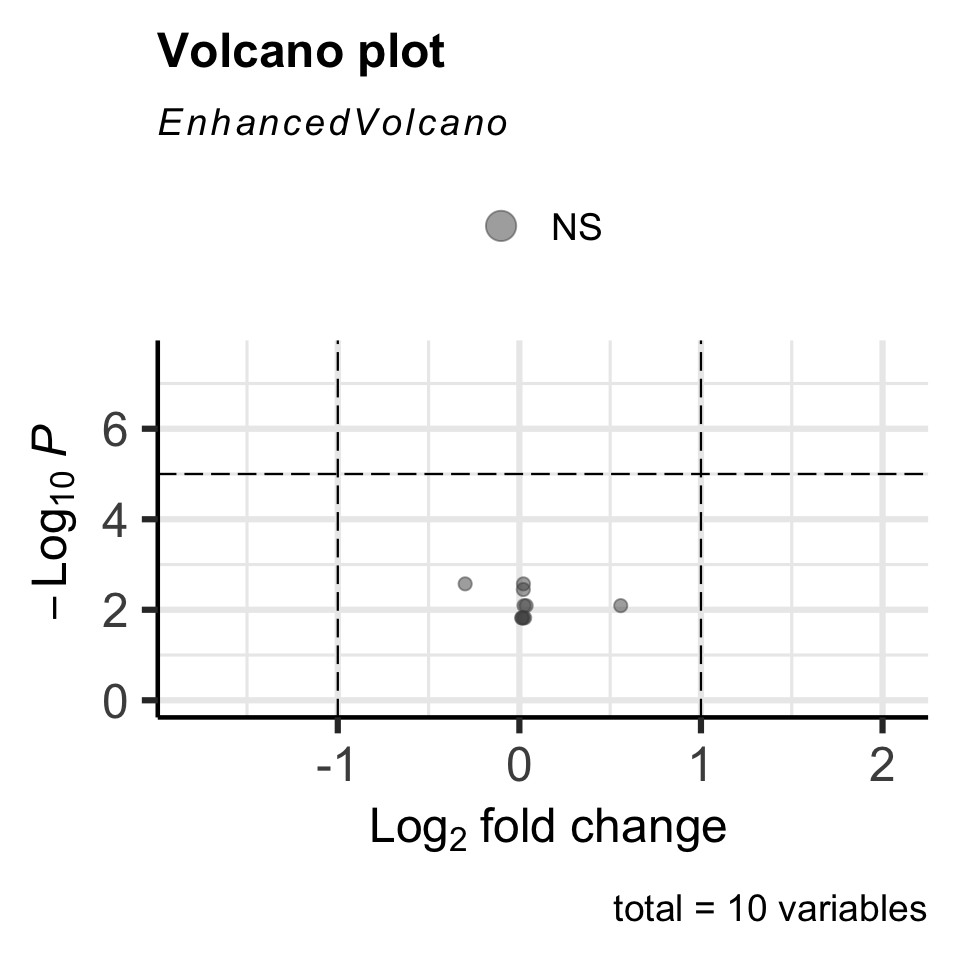 Volcano plot
EnhancedVolcano
NS
−Log₁₀ P
6
4
2
0
-1 0 1 2
Log₂ fold change
total = 10 variables